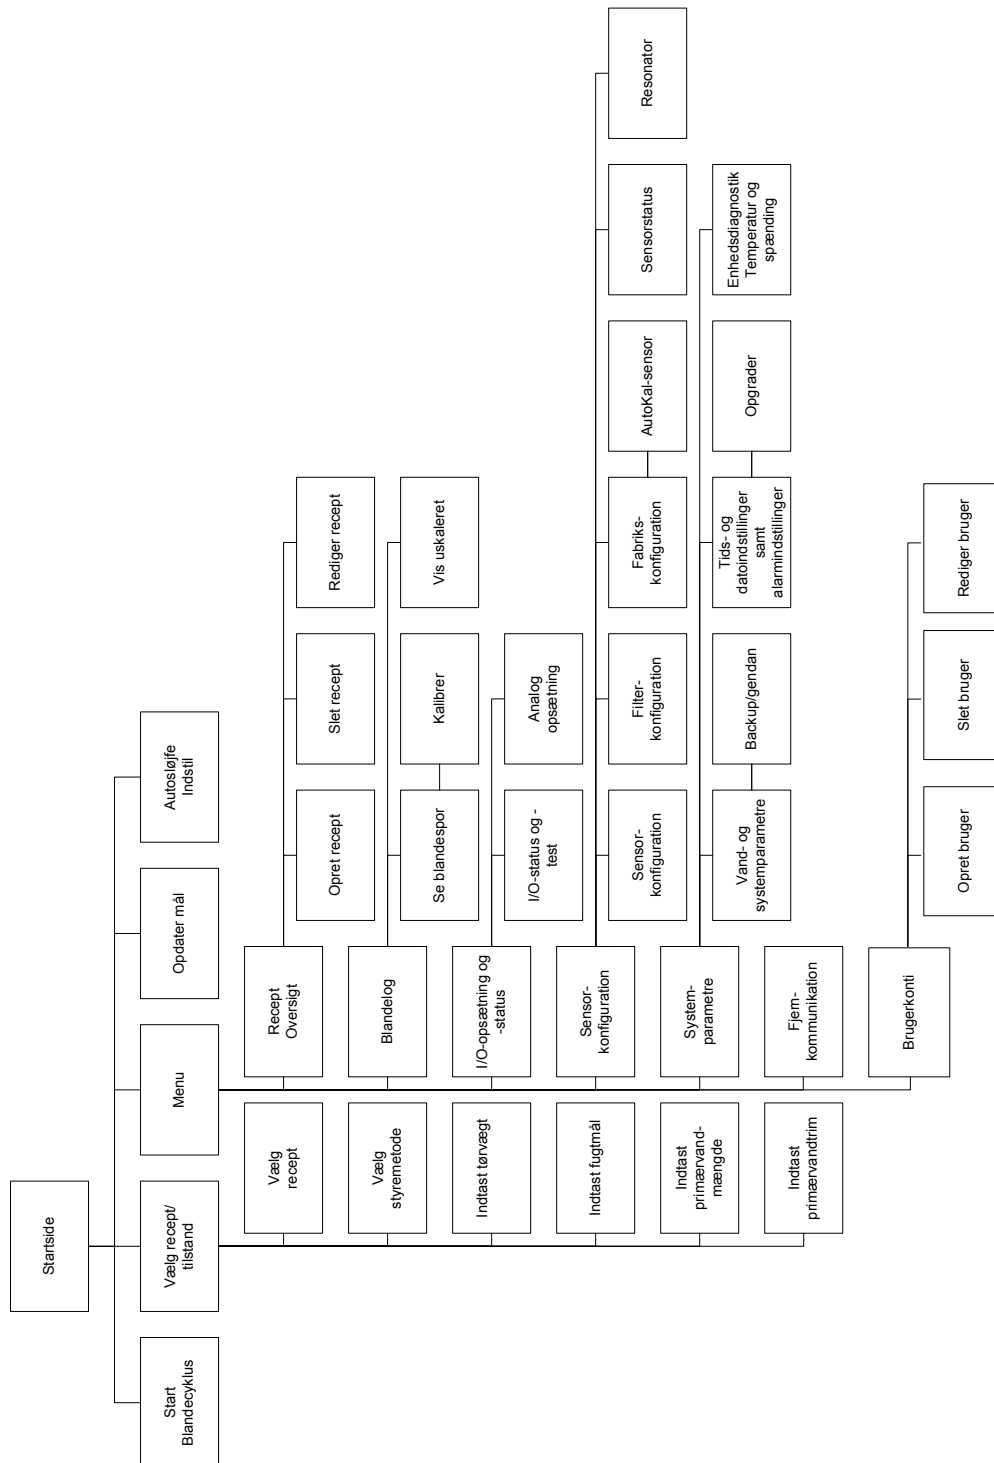 Startside
Start
Blandecyklus
Vælg recept/
tilstand
Menu
Opdater mål
Autosløjfe
Indstil
Vælg
recept
Vælg
styremetode
Indtast tørvægt
Indtast fugtmål
Indtast
primærvand-
mængde
Indtast
primærvandtrim
Recept
Oversigt
Opret recept
Slet recept
Rediger recept
Blandelog
Se blandespor
Kalibrer
Vis uskaleret
I/O-opsætning og
-status
I/O-status og -
test
Analog
opsætning
Sensor-
konfiguration
Sensor-
konfiguration
Filter-
konfiguration
Fabriks-
konfiguration
AutoKal-sensor
Sensorstatus
Resonator
System-
parametre
Vand- og
systemparametre
Backup/gendan
Tids- og
datoindstillinger
samt
alarmindstillinger
Opgrader
Enhedsdiagnostik
Temperatur og
spænding
Fjern-
kommunikation
Brugerkonti
Opret bruger
Slet bruger
Rediger bruger